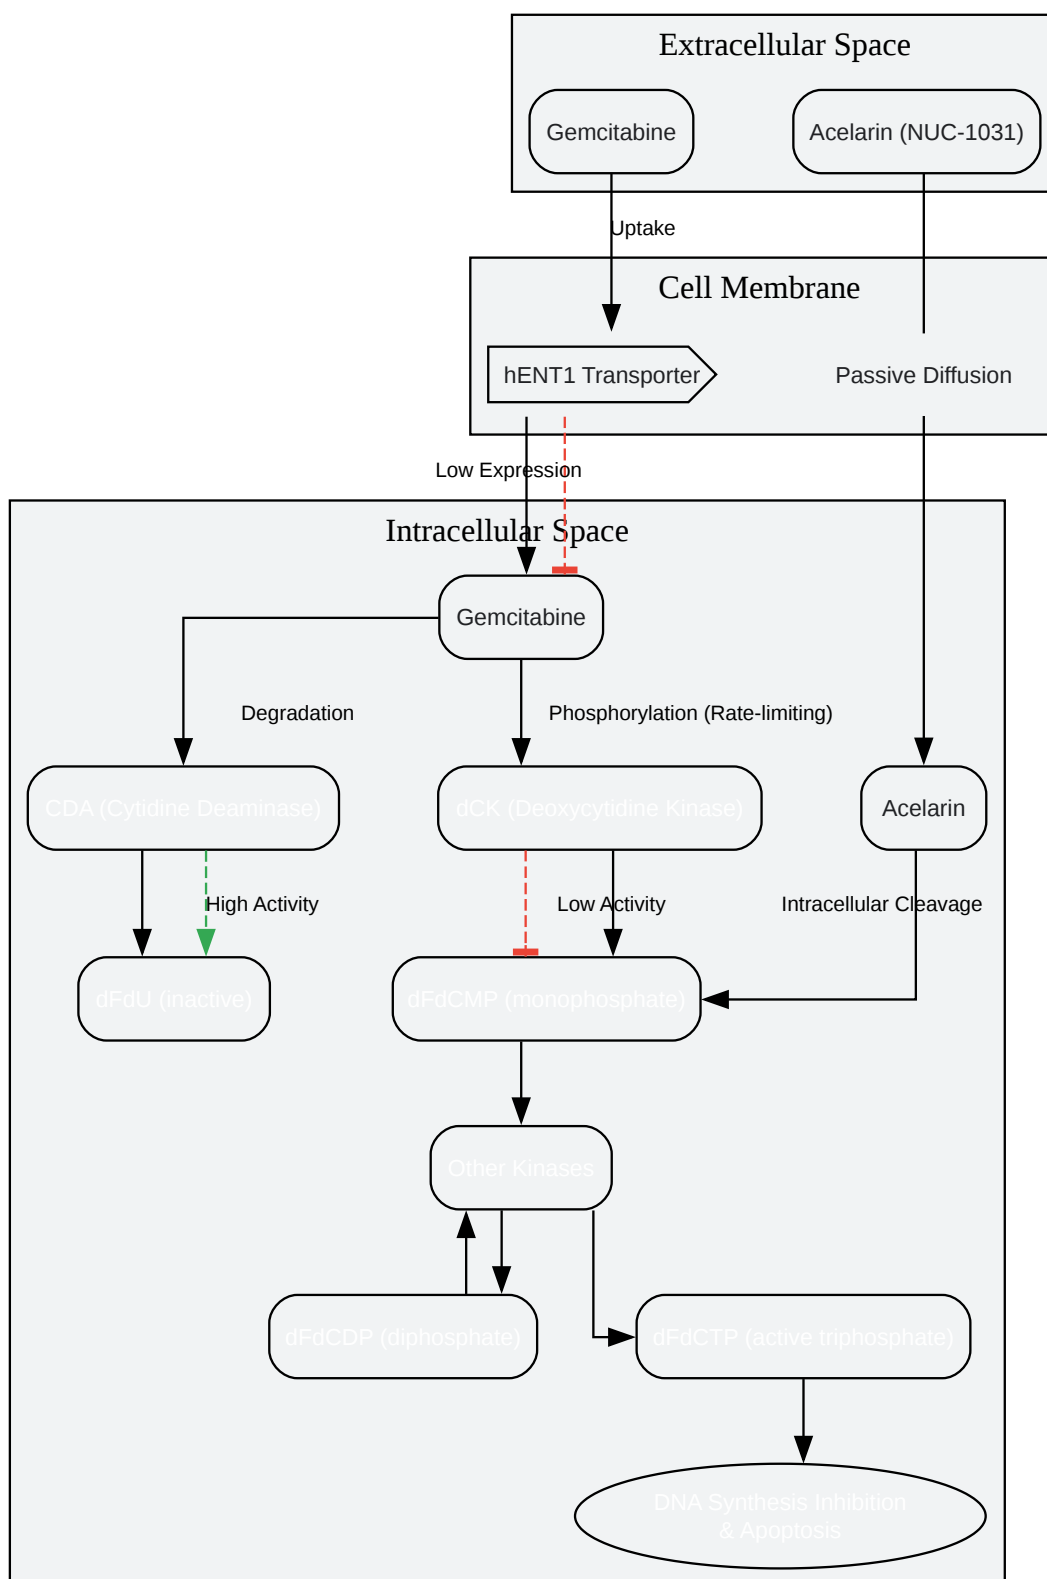 Extracellular Space
Gemcitabine
Acelarin (NUC-1031)
Uptake
Cell Membrane
hENT1 Transporter
Passive Diffusion
Low Expression
Intracellular Space
Gemcitabine
Degradation
Phosphorylation (Rate-limiting)
CDA (Cytidine Deaminase)
dCK (Deoxycytidine Kinase)
Acelarin
High Activity
Low Activity
Intracellular Cleavage
dFdU (inactive)
dFdCMP (monophosphate)
Other Kinases
dFdCDP (diphosphate)
dFdCTP (active triphosphate)
DNA Synthesis Inhibition
& Apoptosis